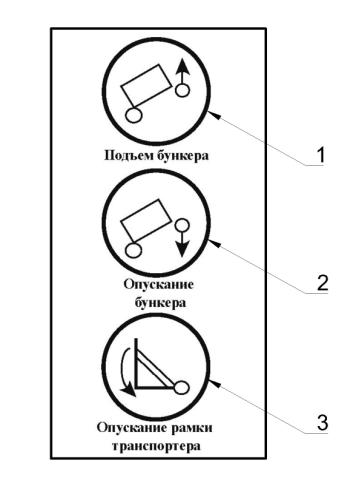 1
Подъем бункера
2
Опускание
бункера
3
Опускание рамки
транспортера